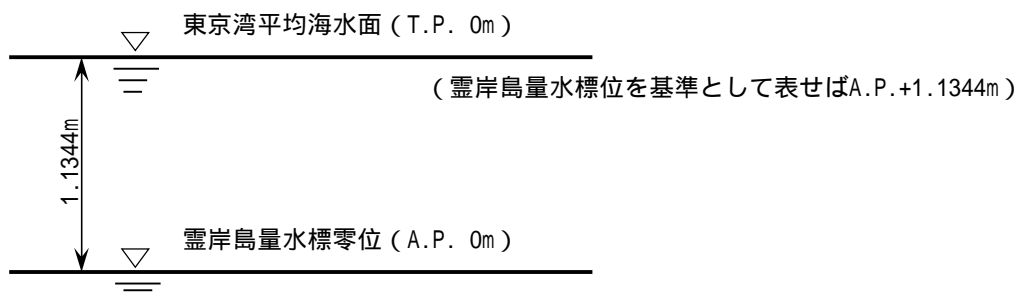 東京湾平均海水面（T.P. 0m）
（霊岸島量水標位を基準として表せばA.P.+1.1344m）
1.1344m
霊岸島量水標零位（A.P. 0m）